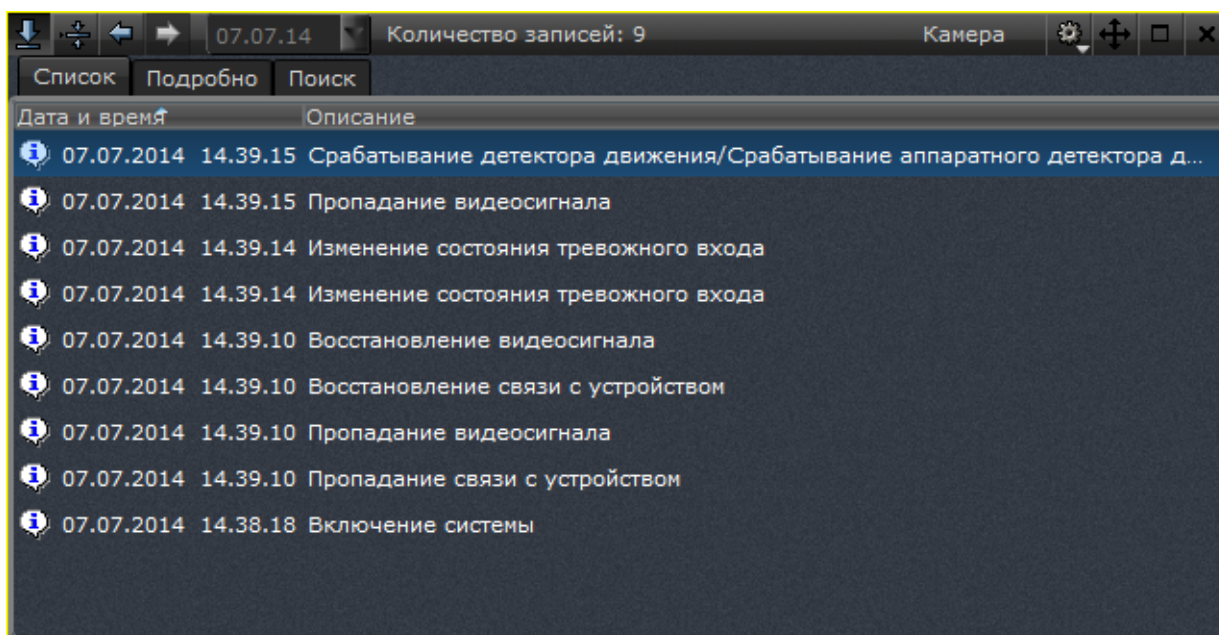 07.07.14 Количество записей: 9 Камера
Список Подробно Поиск
Дата и время Описание
07.07.2014 14.39.15 Срабатывание детектора движения/Срабатывание аппаратного детектора д...
07.07.2014 14.39.15 Пропадание видеосигнала
07.07.2014 14.39.14 Изменение состояния тревожного входа
07.07.2014 14.39.14 Изменение состояния тревожного входа
07.07.2014 14.39.10 Восстановление видеосигнала
07.07.2014 14.39.10 Восстановление связи с устройством
07.07.2014 14.39.10 Пропадание видеосигнала
07.07.2014 14.39.10 Пропадание связи с устройством
07.07.2014 14.38.18 Включение системы